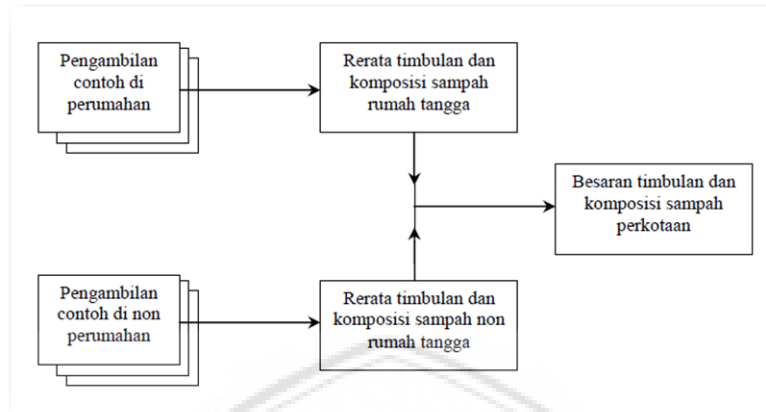 Pengambilan
contoh di
perumahan
Rerata timbulan dan
komposisi sampah
rumah tangga
Besaran timbulan dan
komposisi sampah
perkotaan
Pengambilan
contoh di non
perumahan
Rerata timbulan dan
komposisi sampah non
rumah tangga